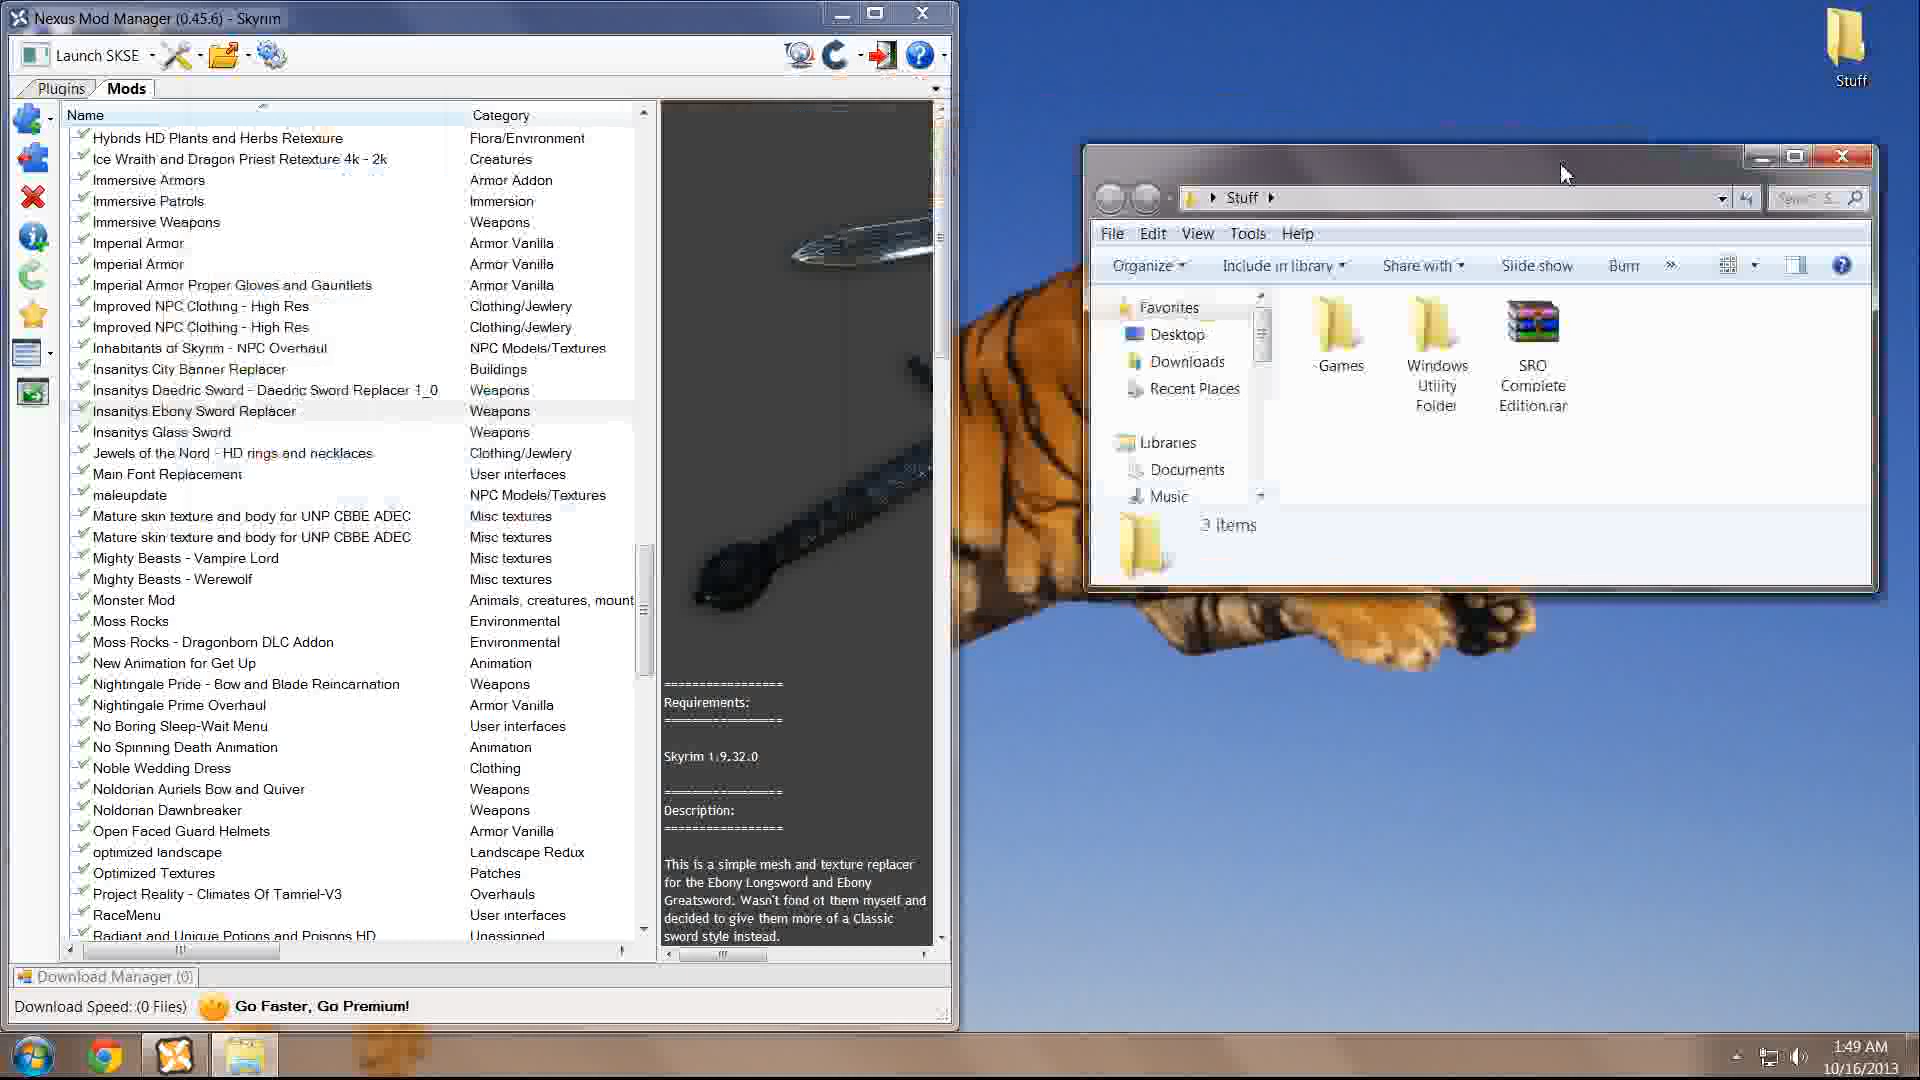 Nexus Mod Manager (0.45.6) - Skyrim
Launch SKSE
Plugins
Mods
Name Category
Hybrids HD Plants and Herbs Retexure Flora/Environment
Ice Wraith and Dragon Priest Retexture 4k - 2k Creatures
Immersive Armors Armor Addon
Immersive Patrols Immersion
Immersive Weapons Weapons
Imperial Armor Armor Vanilla
Imperial Armor Armor Vanilla
Imperial Armor Proper Gloves and Gauntlets Armor Vanilla
Improved NPC Clothing - High Res Clothing/Jewlery
Improved NPC Clothing - High Res Clothing/Jewlery
Inhabitants of Skyrim - NPC Overhaul NPC Models/Textures
Insanitys City Banner Replacer Buildings
Insanitys Daedric Sword - Daedric Sword Replacer 1_0 Weapons
Insanitys Ebony Sword Replacer Weapons
Insanitys Glass Sword Weapons
Jewels of the Nord - HD rings and necklaces Clothing/Jewlery
Main Font Replacement User interfaces
maleupdate NPC Models/Textures
Mature skin texture and body for UNP CBBE ADEC Misc textures
Mature skin texture and body for UNP CBBE ADEC Misc textures
Mighty Beasts - Vampire Lord Misc textures
Mighty Beasts - Werewolf Misc textures
Monster Mod Animals, creatures, mount
Moss Rocks Environmental
Moss Rocks - Dragonborn DLC Addon Environmental
New Animation for Get Up Animation
Nightingale Pride - Bow and Blade Reincarnation Weapons
Nightingale Prime Overhaul Armor Vanilla
No Boring Sleep-Wait Menu User interfaces
No Spinning Death Animation Animation
Noble Wedding Dress Clothing
Noldorian Auriels Bow and Quiver Weapons
Noldorian Dawnbreaker Weapons
Open Faced Guard Helmets Armor Vanilla
optimized landscape Landscape Redux
Optimized Textures Patches
Project Reality - Climates Of Tamriel-V3 Overhauls
RaceMenu User interfaces
Radiant and Unique Potions and Poisons HD Unassigned
=================
Requirements:
=================
Skyrim 1.9.32.0
=================
Description:
=================
This is a simple mesh and texture replacer
for the Ebony Longsword and Ebony
Greatsword. Wasn't fond of them myself and
decided to give them more of a Classic
sword style instead.
Download Manager (0)
Download Speed: (0 Files) Go Faster, Go Premium!
Stuff
Stuff
File Edit View Tools Help
Organize Include in library Share with Slide show Burn »
Favorites
Desktop
Downloads
Recent Places
Libraries
Documents
Music
Games
Windows
Utility
Folder
SRO
Complete
Edition.rar
3 items
1:49 AM
10/16/2013